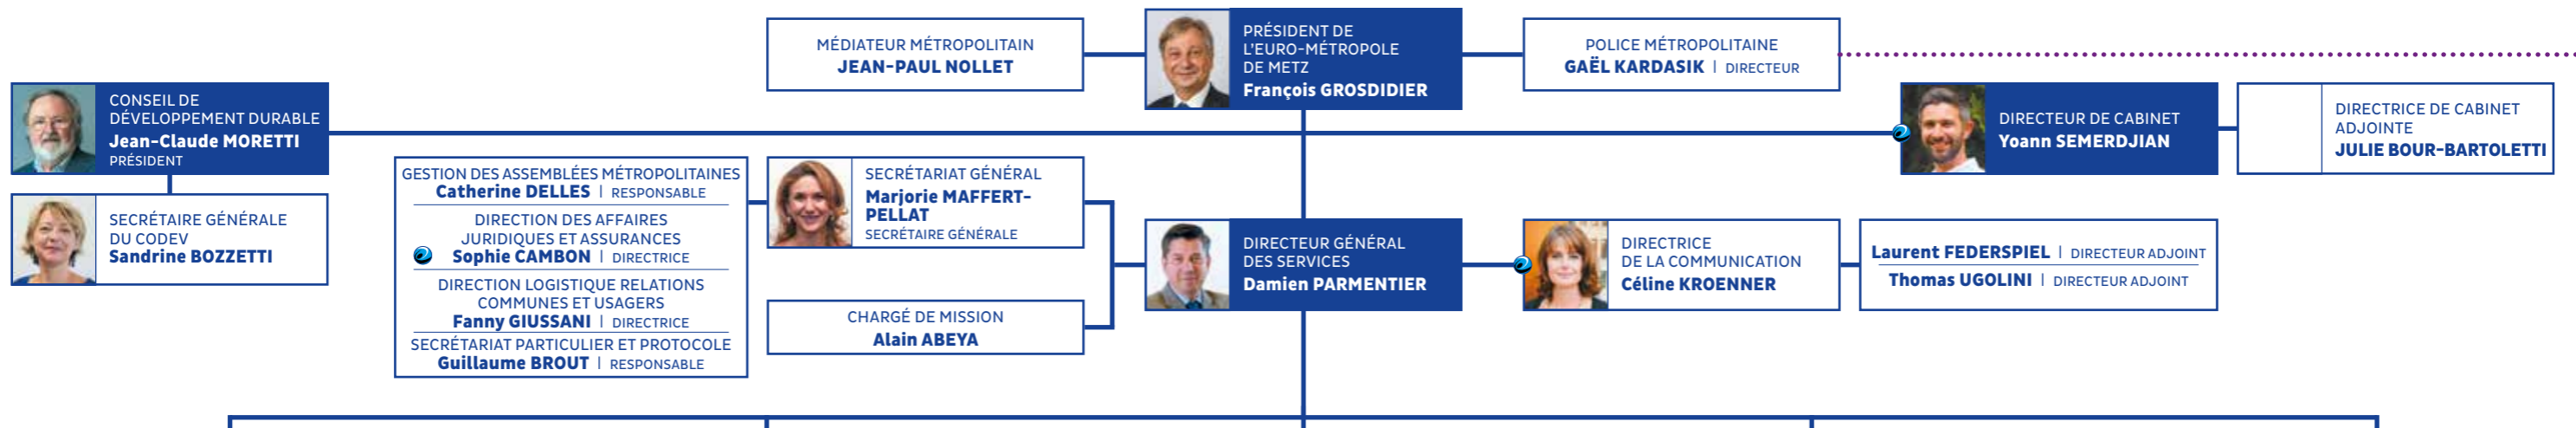 MÉDIATEUR MÉTROPOLITAIN
JEAN-PAUL NOLLET
PRÉSIDENT DE
L'EURO-MÉTROPOLE
DE METZ
François GROSDIDIER
POLICE MÉTROPOLITAINE
GAËL KARDASIK | DIRECTEUR
CONSEIL DE
DÉVELOPPEMENT DURABLE
Jean-Claude MORETTI
PRÉSIDENT
DIRECTEUR DE CABINET
Yoann SEMERDJIAN
DIRECTRICE DE CABINET
ADJOINTE
JULIE BOUR-BARTOLETTI
SECRÉTAIRE GÉNÉRALE
DU CODEV
Sandrine BOZZETTI
GESTION DES ASSEMBLÉES MÉTROPOLITAINES
Catherine DELLES | RESPONSABLE
DIRECTION DES AFFAIRES
JURIDIQUES ET ASSURANCES
Sophie CAMBON | DIRECTRICE
DIRECTION LOGISTIQUE RELATIONS
COMMUNES ET USAGERS
Fanny GIUSSANI | DIRECTRICE
SECRÉTARIAT PARTICULIER ET PROTOCOLE
Guillaume BROUT | RESPONSABLE
SECRÉTARIAT GÉNÉRAL
Marjorie MAFFERT-
PELLAT
SECRÉTAIRE GÉNÉRALE
CHARGÉ DE MISSION
Alain ABEYA
DIRECTEUR GÉNÉRAL
DES SERVICES
Damien PARMENTIER
DIRECTRICE
DE LA COMMUNICATION
Céline KROENNER
Laurent FEDERSPIEL | DIRECTEUR ADJOINT
Thomas UGOLINI | DIRECTEUR ADJOINT